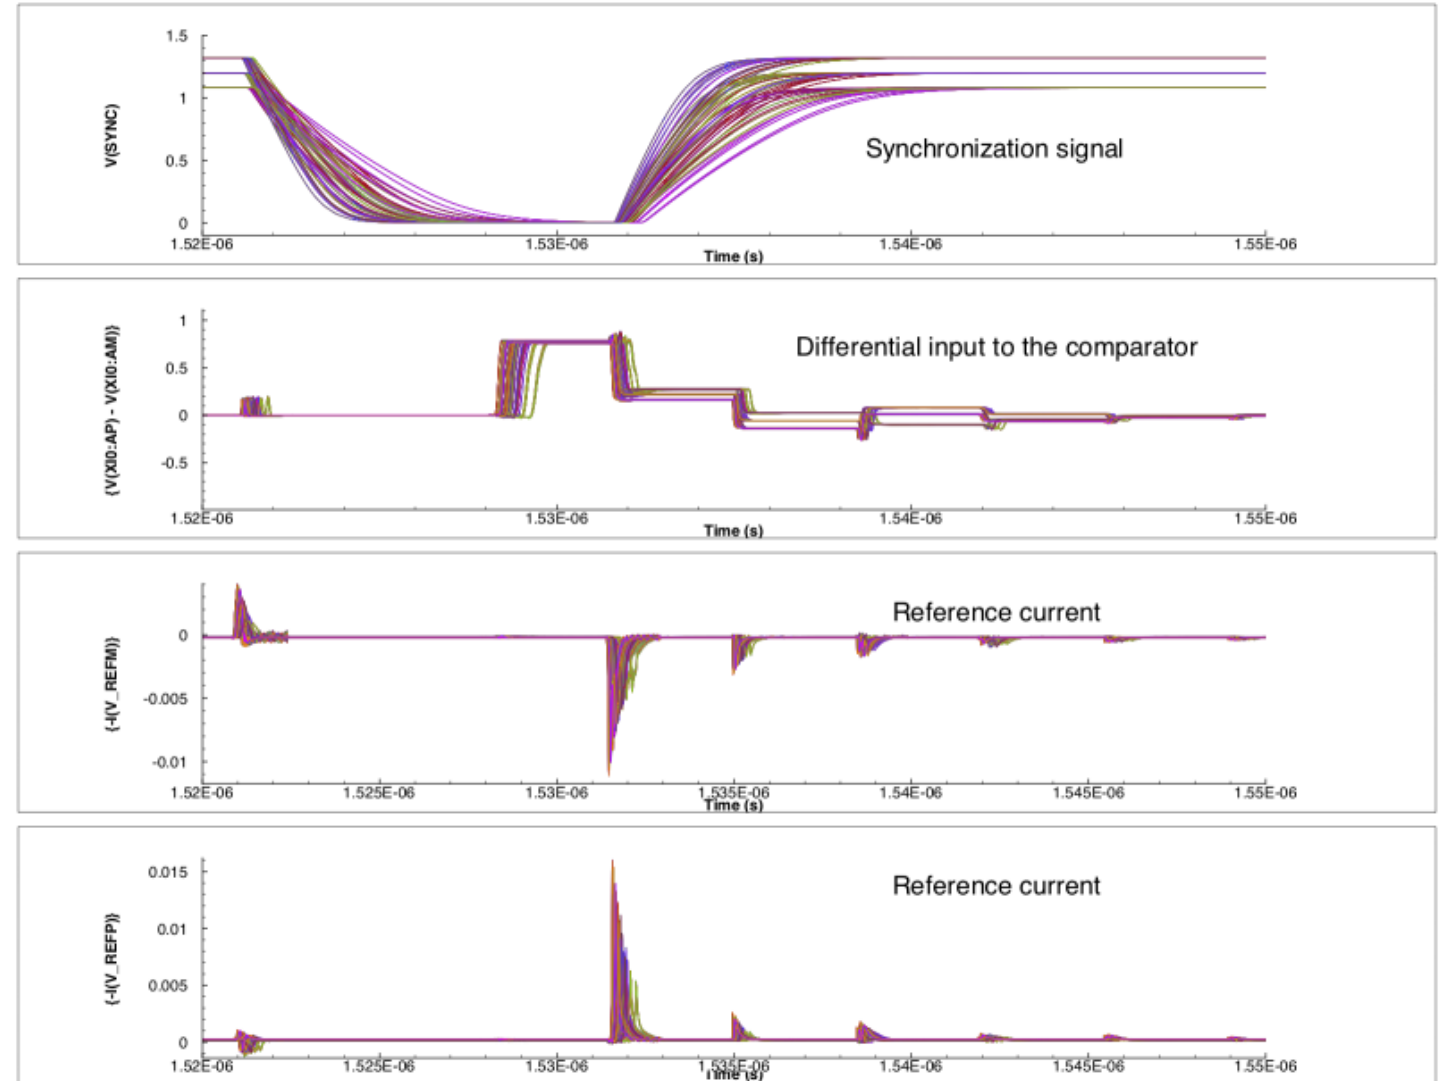 1.5
1
0.5
0
V(SYNC)
Synchronization signal
1.52E-06 1.53E-06 1.54E-06 1.55E-06
Time (s)
1
0.5
0
-0.5
{V(XI0:AP) - V(XI0:AM)}
Differential input to the comparator
1.52E-06 1.53E-06 1.54E-06 1.55E-06
Time (s)
0
-0.005
-0.01
{-I(V_REFM)}
Reference current
1.52E-06 1.525E-06 1.53E-06 1.535E-06 1.54E-06 1.545E-06 1.55E-06
Time (s)
0.015
0.01
0.005
0
{-I(V_REFP)}
Reference current
1.52E-06 1.525E-06 1.53E-06 1.535E-06 1.54E-06 1.545E-06 1.55E-06
Time (s)